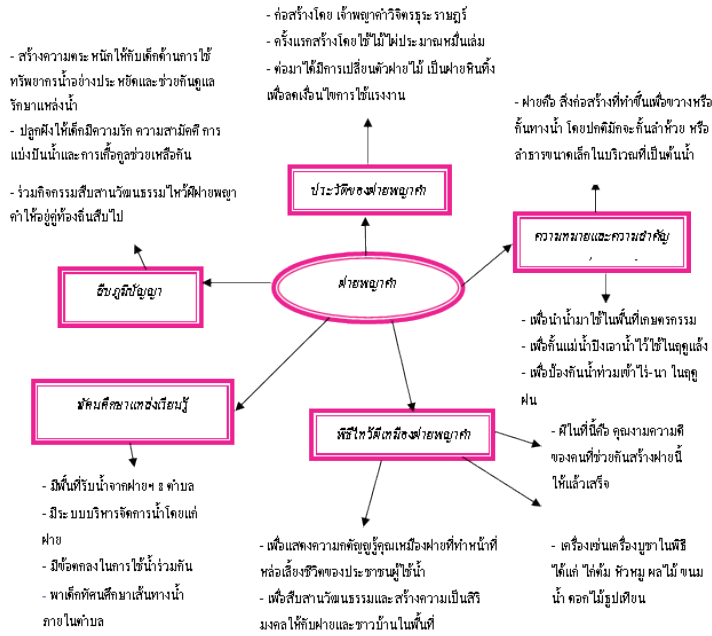 - ก่อสร้างโดย เจ้าพญาคำวิจิตรธุระราษฎร์
- ครั้งแรกสร้างโดยใช้ไม้ไผ่ประมาณหมื่นเล่ม
- ต่อมาได้มีการเปลี่ยนตัวฝายไม้ เป็นฝายหินทิ้ง
เพื่อลดเงื่อนไขการใช้แรงงาน
- สร้างความตระหนักให้กับเด็กด้านการใช้
ทรัพยากรน้ำอย่างประหยัดและช่วยกันดูแล
รักษาแหล่งน้ำ
- ปลูกฝังให้เด็กมีความรัก ความสามัคคี การ
แบ่งปันน้ำและการเกื้อกูลช่วยเหลือกัน
- ร่วมกิจกรรมสืบสานวัฒนธรรมไหว้ผีฝายพญา
คำให้อยู่คู่ท้องถิ่นสืบไป
- ฝายคือ สิ่งก่อสร้างที่ทำขึ้นเพื่อขวางหรือ
กั้นทางน้ำ โดยปกติมักจะกั้นลำห้วย หรือ
ลำธารขนาดเล็กในบริเวณที่เป็นต้นน้ำ
ประวัติของฝายพญาคำ
ความหมายและความสำคัญ
ฝายพญาคำ
สืบภูมิปัญญา
- เพื่อนำน้ำมาใช้ในพื้นที่เกษตรกรรม
- เพื่อกั้นแม่น้ำปิงเอาน้ำไว้ใช้ในฤดูแล้ง
- เพื่อป้องกันน้ำท่วมเข้าไร่-นา ในฤดู
ฝน
ทัศนศึกษาแหล่งเรียนรู้
พิธีไหว้ผีเหมืองฝายพญาคำ
- ผีในที่นี้คือ คุณงามความดี
ของคนที่ช่วยกันสร้างฝายนี้
ให้แล้วเสร็จ
- มีพื้นที่รับน้ำจากฝายฯ 8 ตำบล
- มีระบบบริหารจัดการน้ำโดยแก่
ฝาย
- มีข้อตกลงในการใช้น้ำร่วมกัน
- พาเด็กทัศนศึกษาเส้นทางน้ำ
ภายในตำบล
- เพื่อแสดงความกตัญญูรู้คุณเหมืองฝายที่ทำหน้าที่
หล่อเลี้ยงชีวิตของประชาชนผู้ใช้น้ำ
- เพื่อสืบสานวัฒนธรรมและสร้างความเป็นสิริ
มงคลให้กับฝายและชาวบ้านในพื้นที่
- เครื่องเซ่นเครื่องบูชาในพิธี
ได้แก่ ไก่ต้ม หัวหมู ผลไม้ ขนม
น้ำ ดอกไม้ธูปเทียน